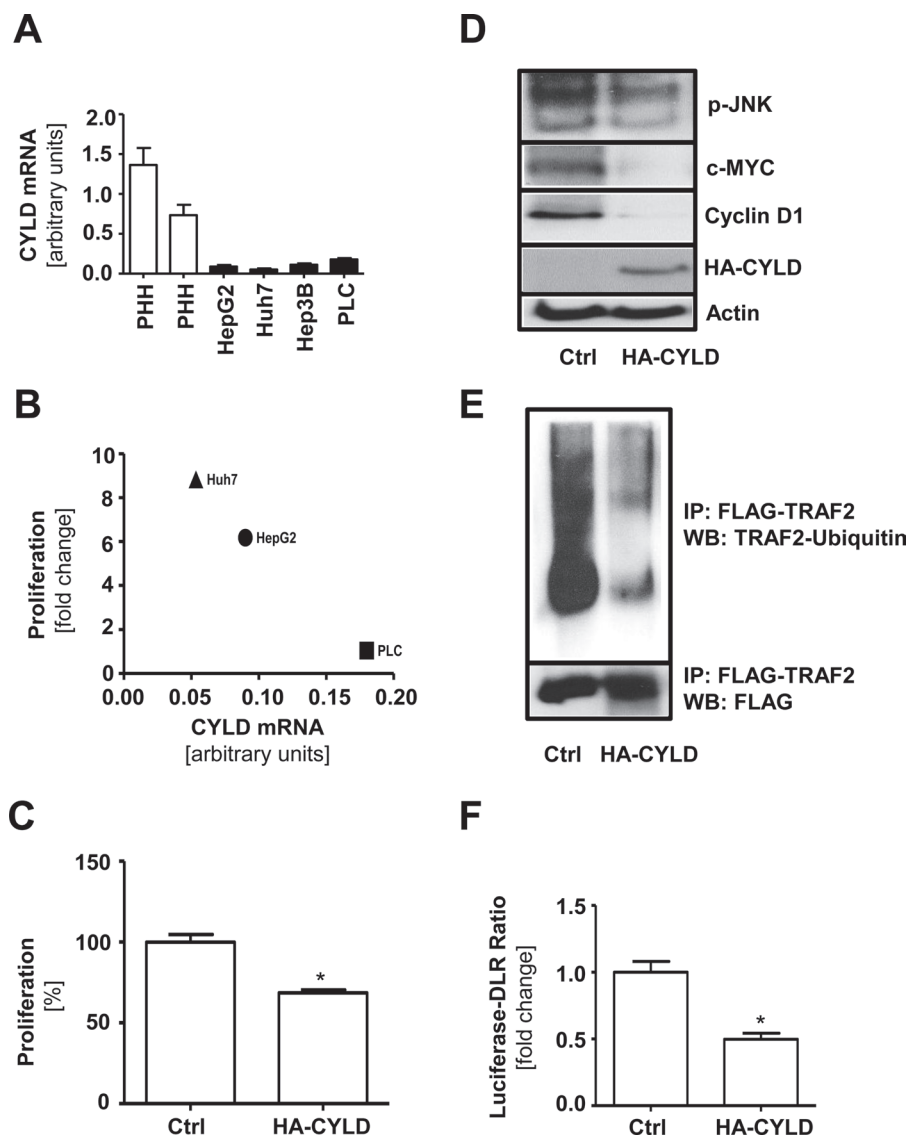 A
CYLD mRNA
[arbitrary units]
2.0
1.5
1.0
0.5
0.0
PHH
PHH
HepG2
Huh7
Hep3B
PLC
B
Proliferation
[fold change]
10
8
6
4
2
0
Huh7
HepG2
PLC
0.00 0.05 0.10 0.15 0.20
CYLD mRNA
[arbitrary units]
C
Proliferation
[%]
150
100
50
0
*
Ctrl HA-CYLD
D
p-JNK
c-MYC
Cyclin D1
HA-CYLD
Actin
Ctrl HA-CYLD
E
IP: FLAG-TRAF2
WB: TRAF2-Ubiquitin
IP: FLAG-TRAF2
WB: FLAG
Ctrl HA-CYLD
F
Luciferase-DLR Ratio
[fold change]
1.5
1.0
0.5
0.0
*
Ctrl HA-CYLD